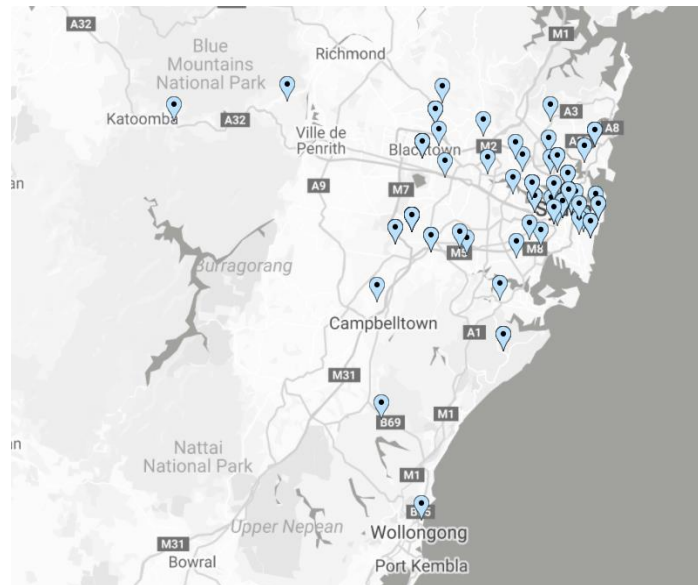 A32
M1
Richmond
Blue
Mountains
National Park
A3
A8
Katoomba
A32
Ville de
Penrith
Blacktown
M2
A9
M7
M5
M8
Burragorang
Campbelltown
A1
M31
B69
M1
Nattai
National Park
M1
Upper Nepean
Wollongong
M31
Bowral
Port Kembla